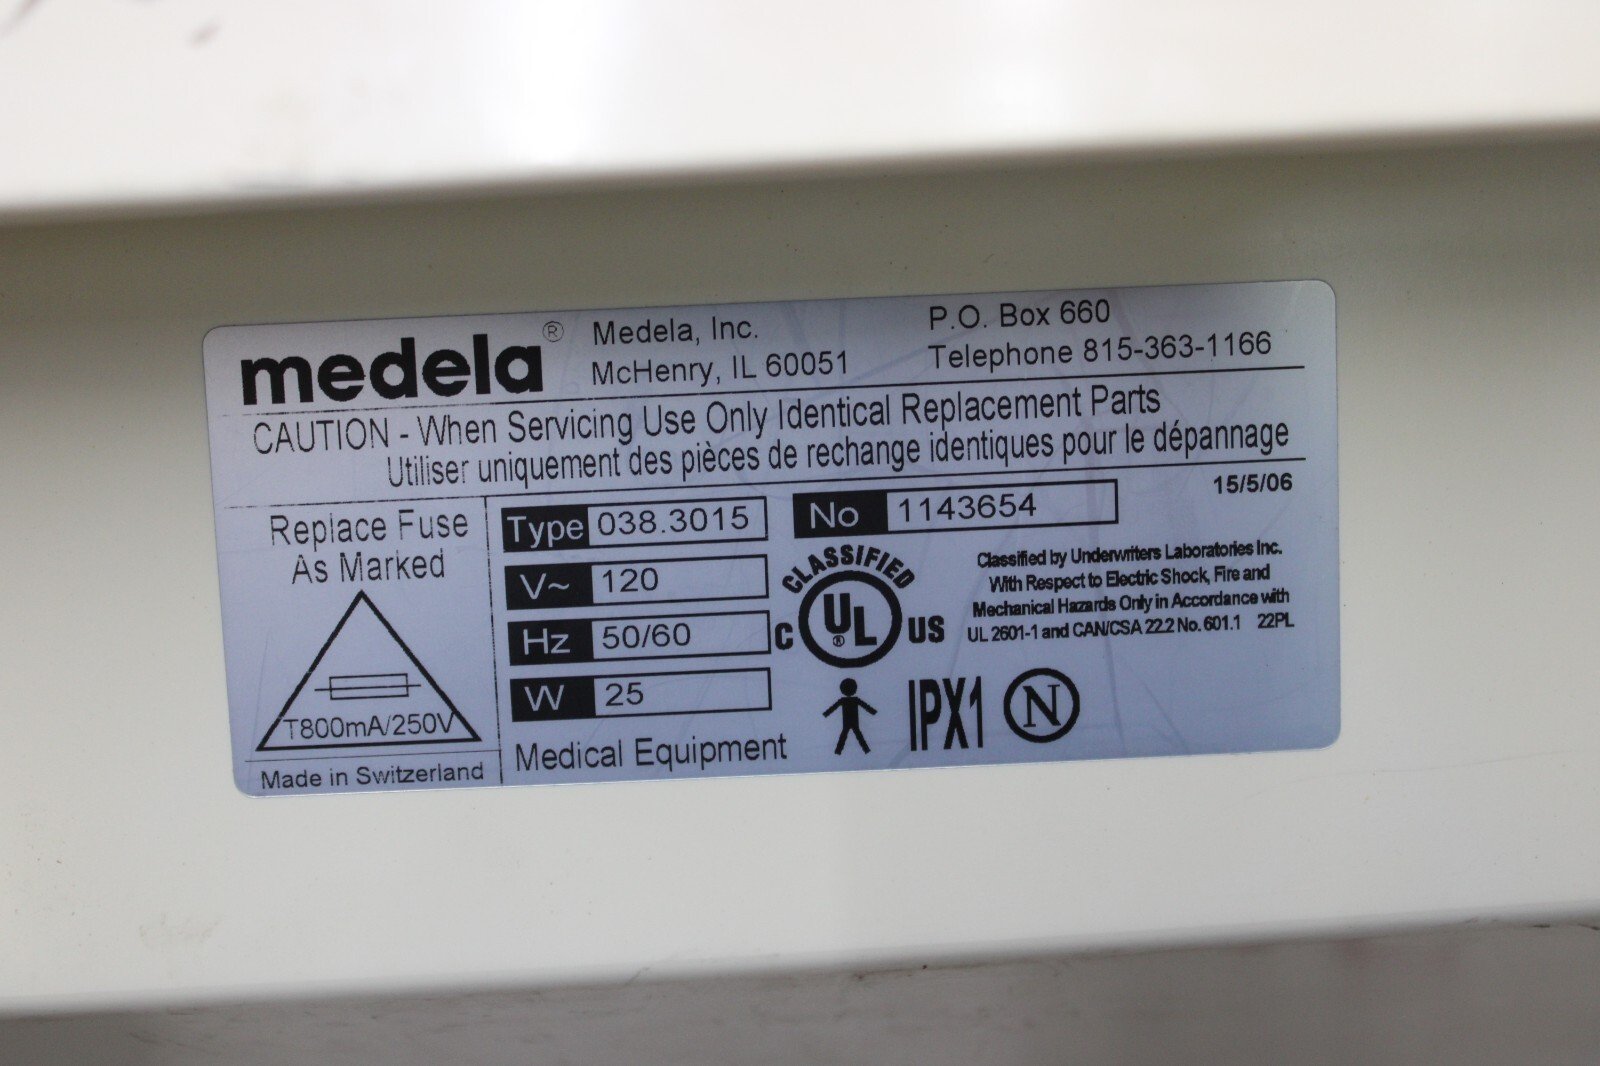 medela®
Medela, Inc.
McHenry, IL 60051
P.O. Box 660
Telephone 815-363-1166
CAUTION - When Servicing Use Only Identical Replacement Parts
Utiliser uniquement des pièces de rechange identiques pour le dépannage
15/5/06
Replace Fuse
As Marked
T800mA/250V
Made in Switzerland
Type 038.3015
No 1143654
V~ 120
Hz 50/60
W 25
Medical Equipment
CLASSIFIED
C UL® US
Classified by Underwriters Laboratories Inc.
With Respect to Electric Shock, Fire and
Mechanical Hazards Only in Accordance with
UL 2601-1 and CAN/CSA 22.2 No. 601.1 22PL
IPX1 N